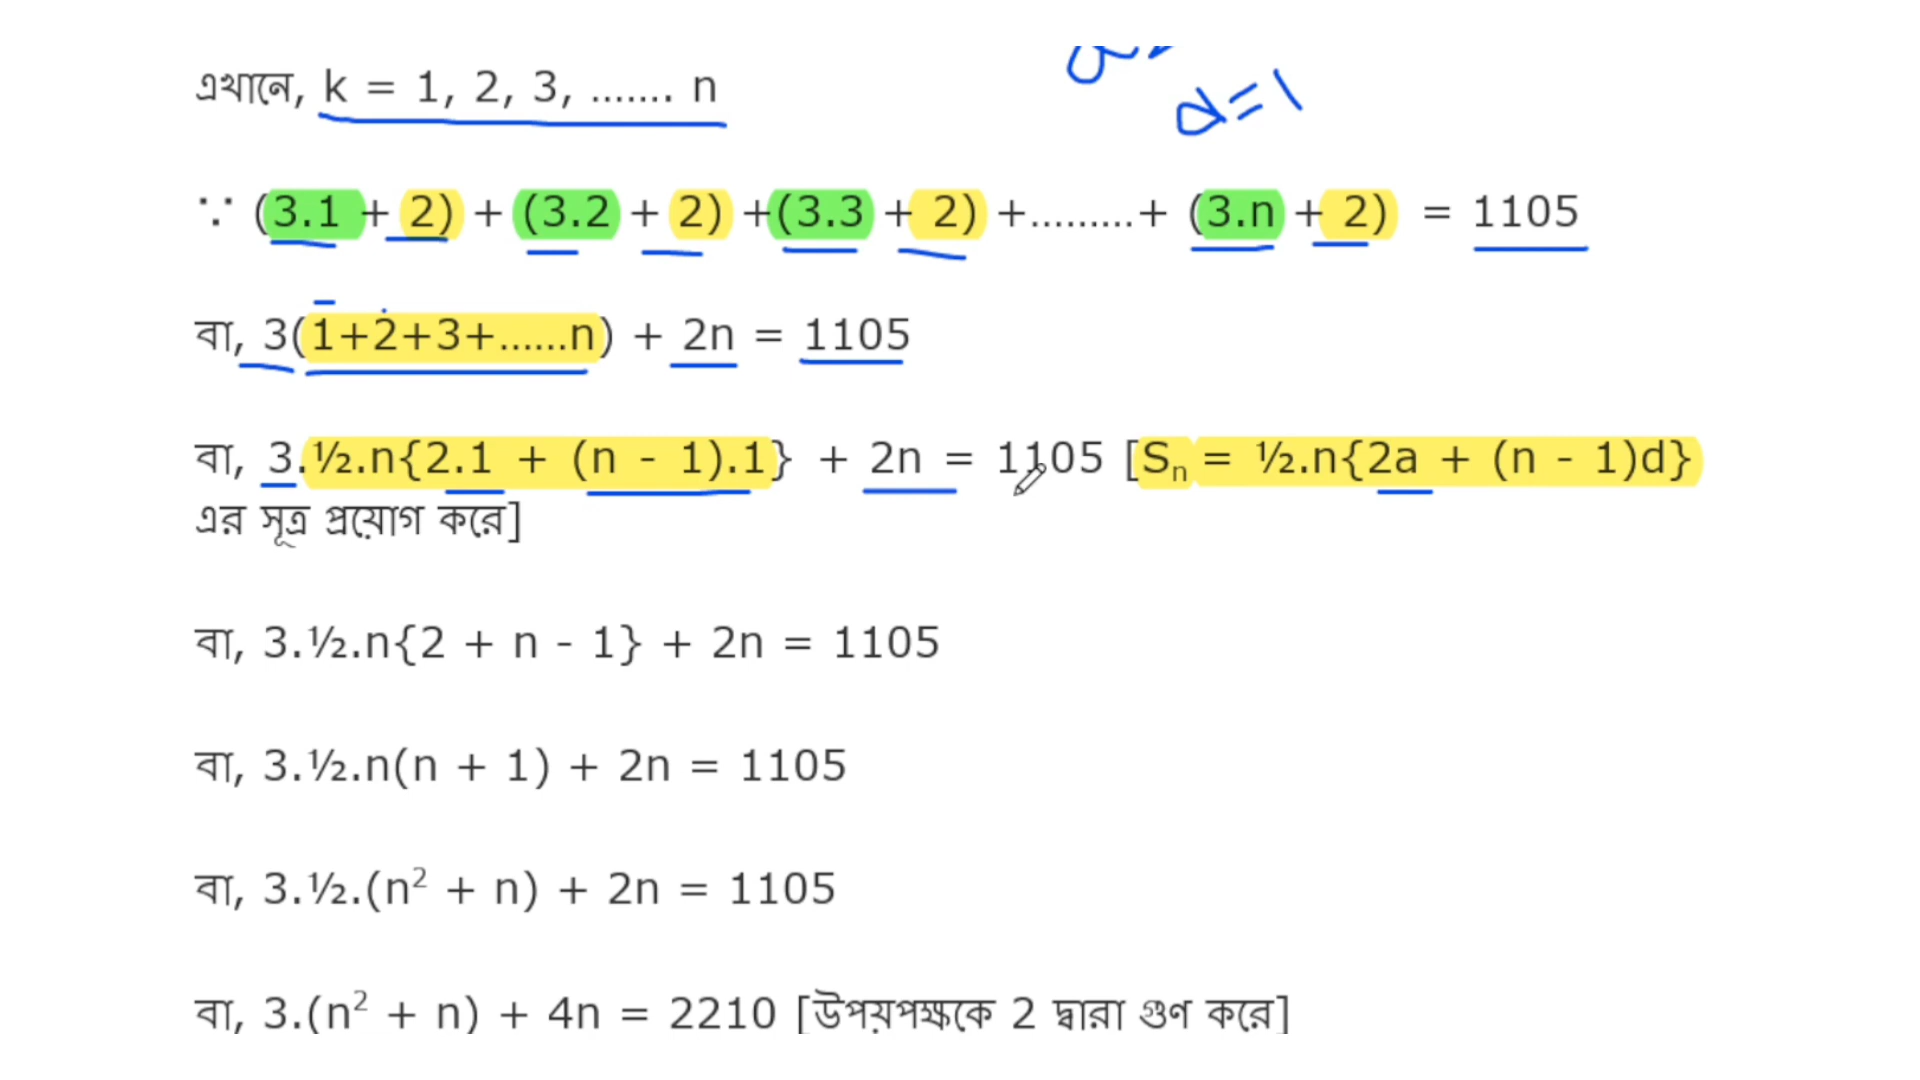 এখানে, k = 1, 2, 3, ....... n
d=1
∵ (3.1 + 2) + (3.2 + 2) +(3.3 + 2) +.........+ (3.n + 2) = 1105
বা, 3(1+2+3+......n) + 2n = 1105
বা, 3.½.n{2.1 + (n - 1).1} + 2n = 1105 [Sₙ = ½.n{2a + (n - 1)d}
এর সূত্র প্রয়োগ করে]
বা, 3.½.n{2 + n - 1} + 2n = 1105
বা, 3.½.n(n + 1) + 2n = 1105
বা, 3.½.(n² + n) + 2n = 1105
বা, 3.(n² + n) + 4n = 2210 [উপয়পক্ষকে 2 দ্বারা গুণ করে]